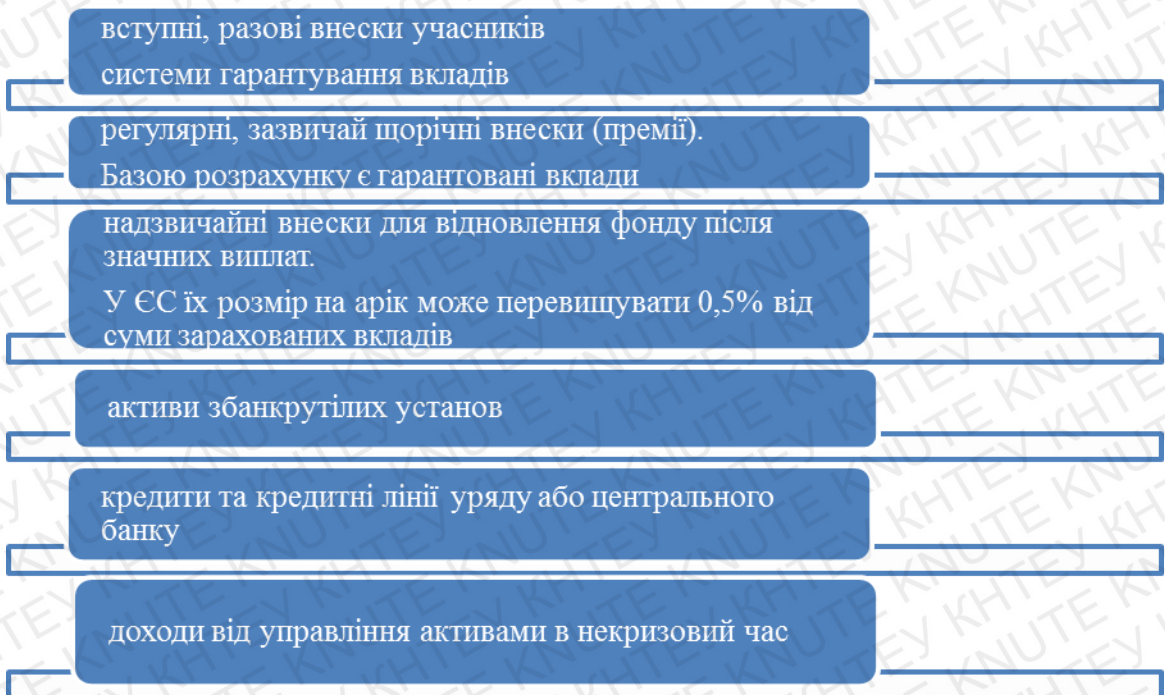 вступні, разові внески учасників
системи гарантування вкладів
регулярні, зазвичай щорічні внески (премії).
Базою розрахунку є гарантовані вклади
надзвичайні внески для відновлення фонду після
значних виплат.
У ЄС їх розмір на арік може перевищувати 0,5% від
суми зарахованих вкладів
активи збанкрутілих установ
кредити та кредитні лінії уряду або центрального
банку
доходи від управління активами в некризовий час